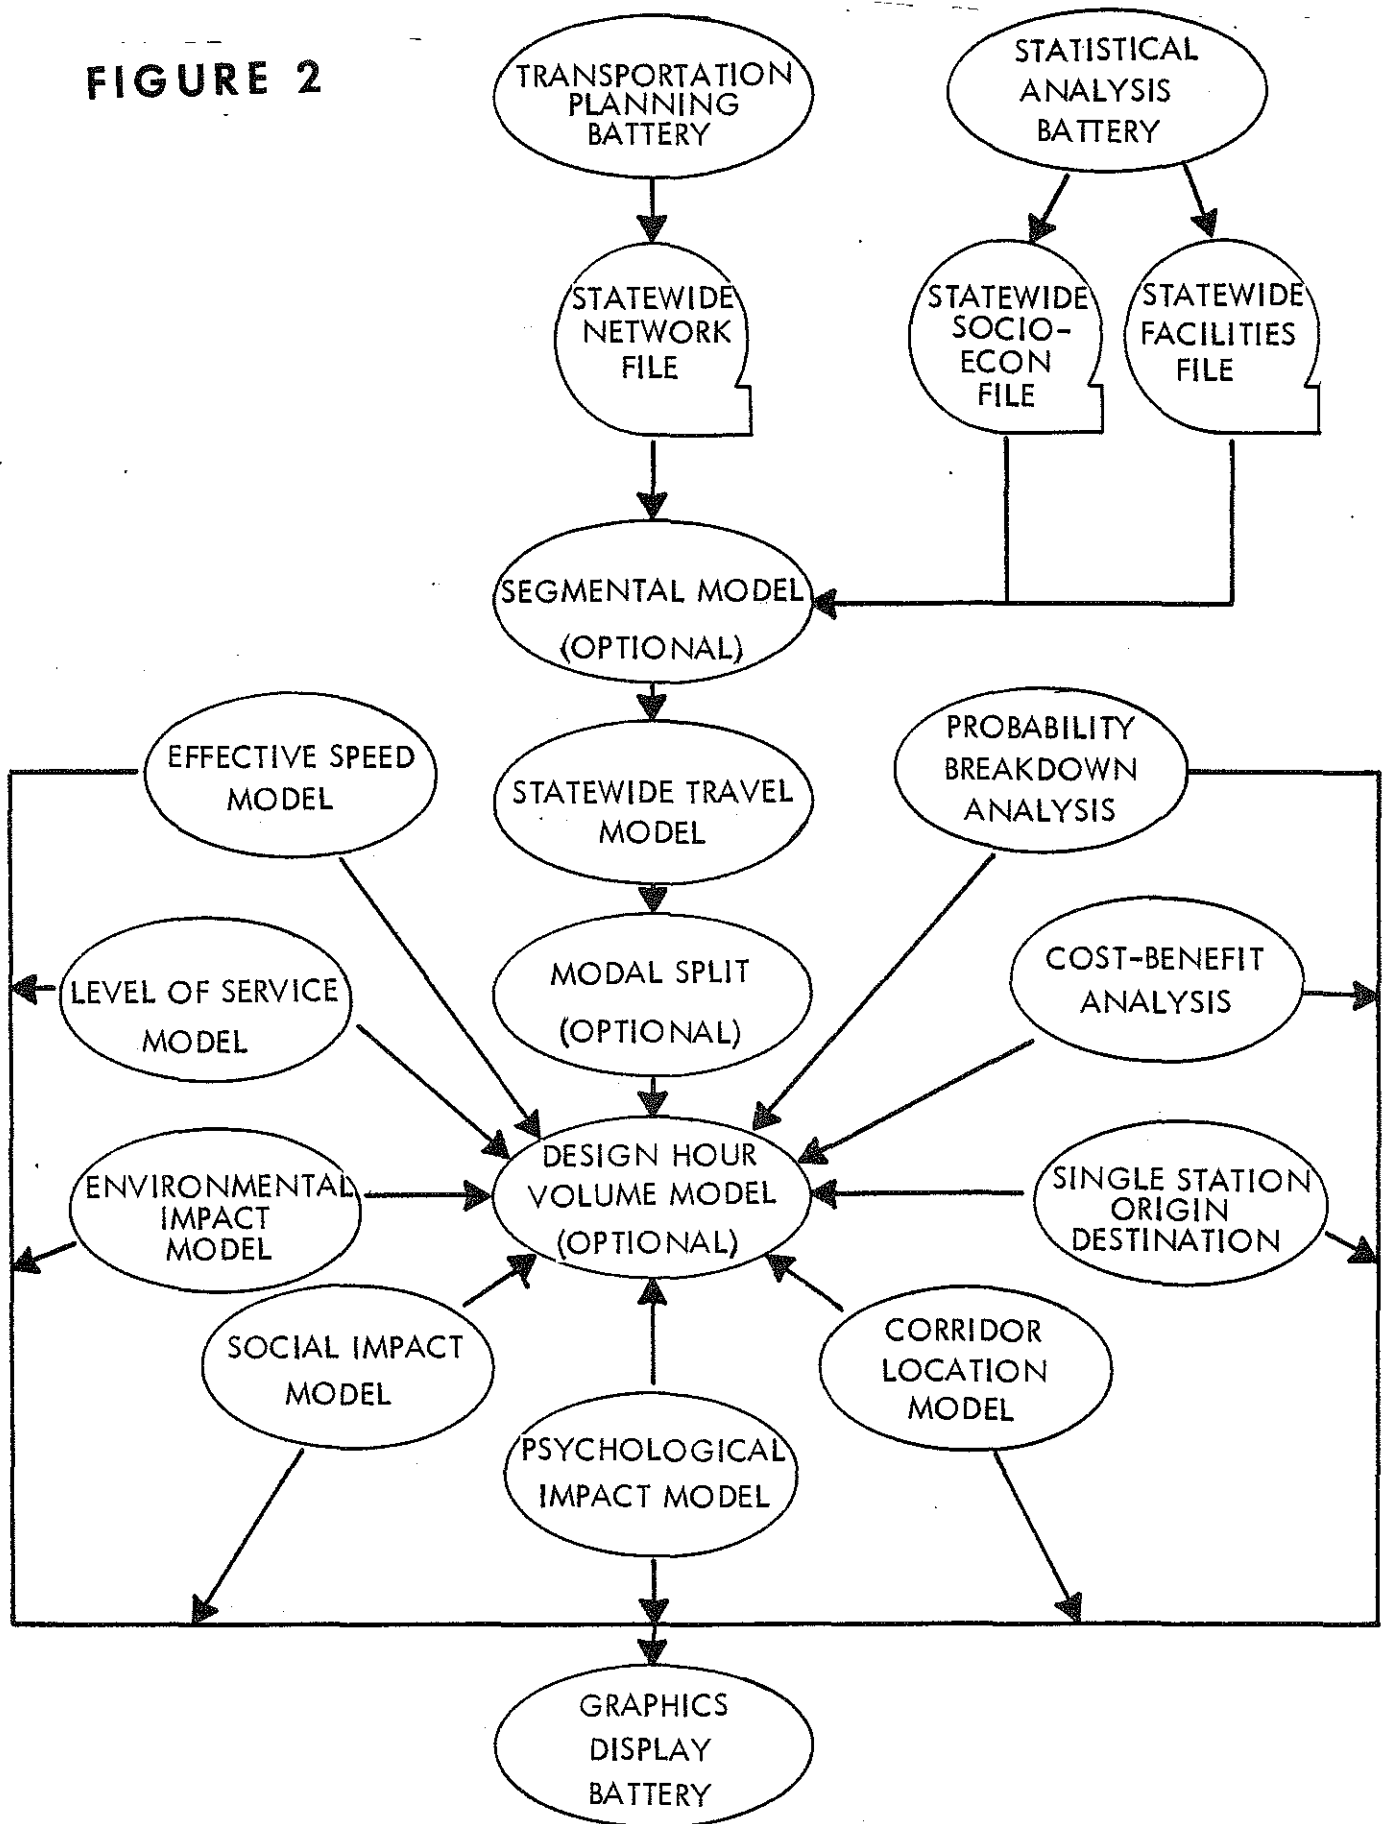 FIGURE 2
TRANSPORTATION
PLANNING
BATTERY
STATISTICAL
ANALYSIS
BATTERY
STATEWIDE
NETWORK
FILE
STATEWIDE
SOCIO-
ECON
FILE
STATEWIDE
FACILITIES
FILE
SEGMENTAL MODEL
(OPTIONAL)
EFFECTIVE SPEED
MODEL
STATEWIDE TRAVEL
MODEL
PROBABILITY
BREAKDOWN
ANALYSIS
LEVEL OF SERVICE
MODEL
MODAL SPLIT
(OPTIONAL)
COST-BENEFIT
ANALYSIS
ENVIRONMENTAL
IMPACT
MODEL
DESIGN HOUR
VOLUME MODEL
(OPTIONAL)
SINGLE STATION
ORIGIN
DESTINATION
SOCIAL IMPACT
MODEL
PSYCHOLOGICAL
IMPACT MODEL
CORRIDOR
LOCATION
MODEL
GRAPHICS
DISPLAY
BATTERY